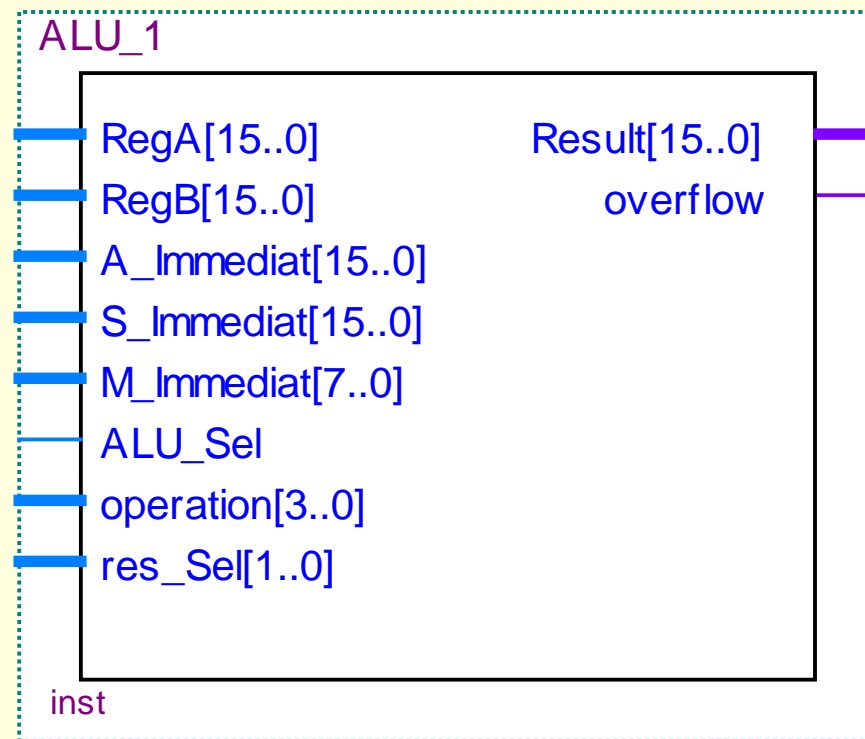 ALU_1
RegA[15..0] Result[15..0]
RegB[15..0] overflow
A_Immediat[15..0]
S_Immediat[15..0]
M_Immediat[7..0]
ALU_Sel
operation[3..0]
res_Sel[1..0]
inst